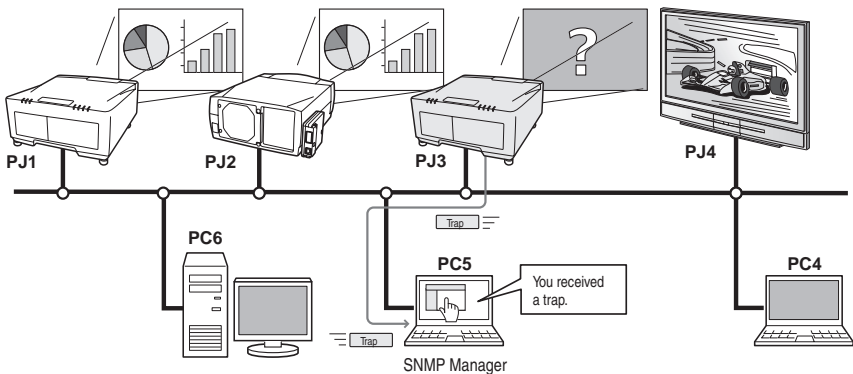 ?
PJ1
PJ2
PJ3
PJ4
Trap
PC6
PC5
PC4
You received
a trap.
Trap
SNMP Manager